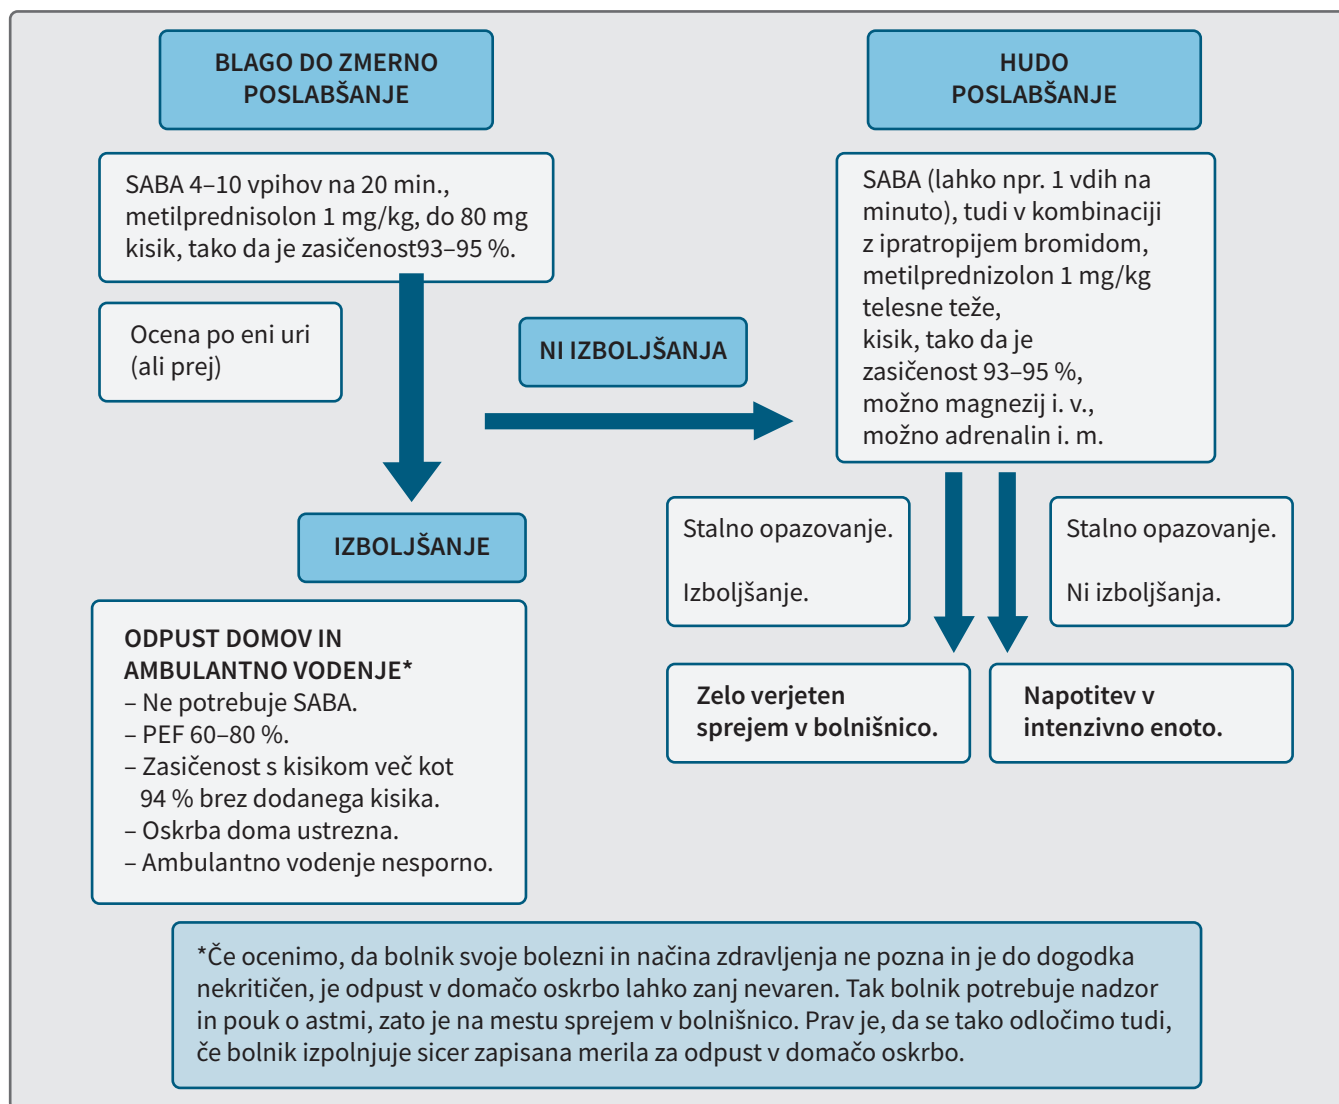 BLAGO DO ZMERNO
POSLABŠANJE
SABA 4–10 vpihov na 20 min.,
metilprednisolon 1 mg/kg, do 80 mg
kisik, tako da je zasičenost93–95 %.
Ocena po eni uri
(ali prej)
NI IZBOLJŠANJA
IZBOLJŠANJE
ODPUST DOMOV IN
AMBULANTNO VODENJE*
– Ne potrebuje SABA.
– PEF 60–80 %.
– Zasičenost s kisikom več kot
94 % brez dodanega kisika.
– Oskrba doma ustrezna.
– Ambulantno vodenje nesporno.
HUDO
POSLABŠANJE
SABA (lahko npr. 1 vdih na
minuto), tudi v kombinaciji
z ipratropijem bromidom,
metilprednizolon 1 mg/kg
telesne teže,
kisik, tako da je
zasičenost 93–95 %,
možno magnezij i. v.,
možno adrenalin i. m.
Stalno opazovanje.
Izboljšanje.
Stalno opazovanje.
Ni izboljšanja.
Zelo verjeten
sprejem v bolnišnico.
Napotitev v
intenzivno enoto.
*Če ocenimo, da bolnik svoje bolezni in načina zdravljenja ne pozna in je do dogodka
nekritičen, je odpust v domačo oskrbo lahko zanj nevaren. Tak bolnik potrebuje nadzor
in pouk o astmi, zato je na mestu sprejem v bolnišnico. Prav je, da se tako odločimo tudi,
če bolnik izpolnjuje sicer zapisana merila za odpust v domačo oskrbo.